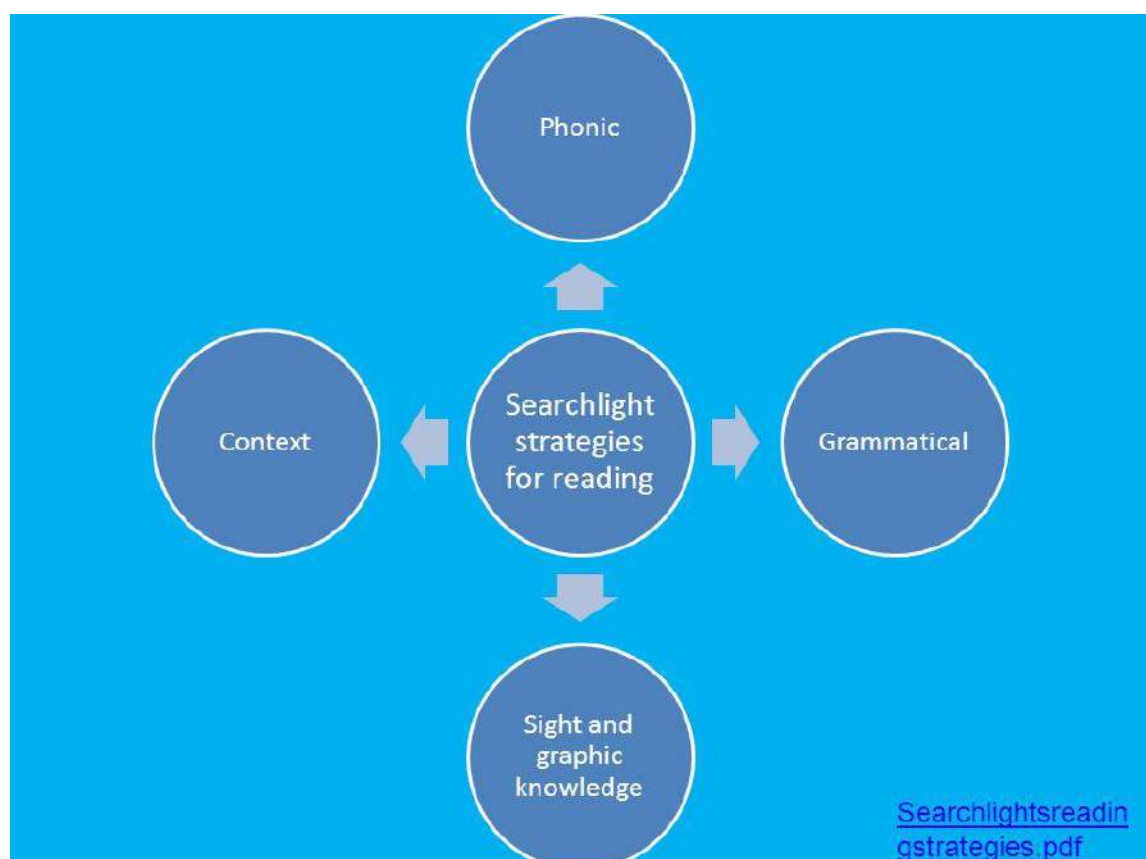 Phonic
Context
Searchlight
strategies
for reading
Grammatical
Sight and
graphic
knowledge
Searchlightsreadin
gstrategies.pdf